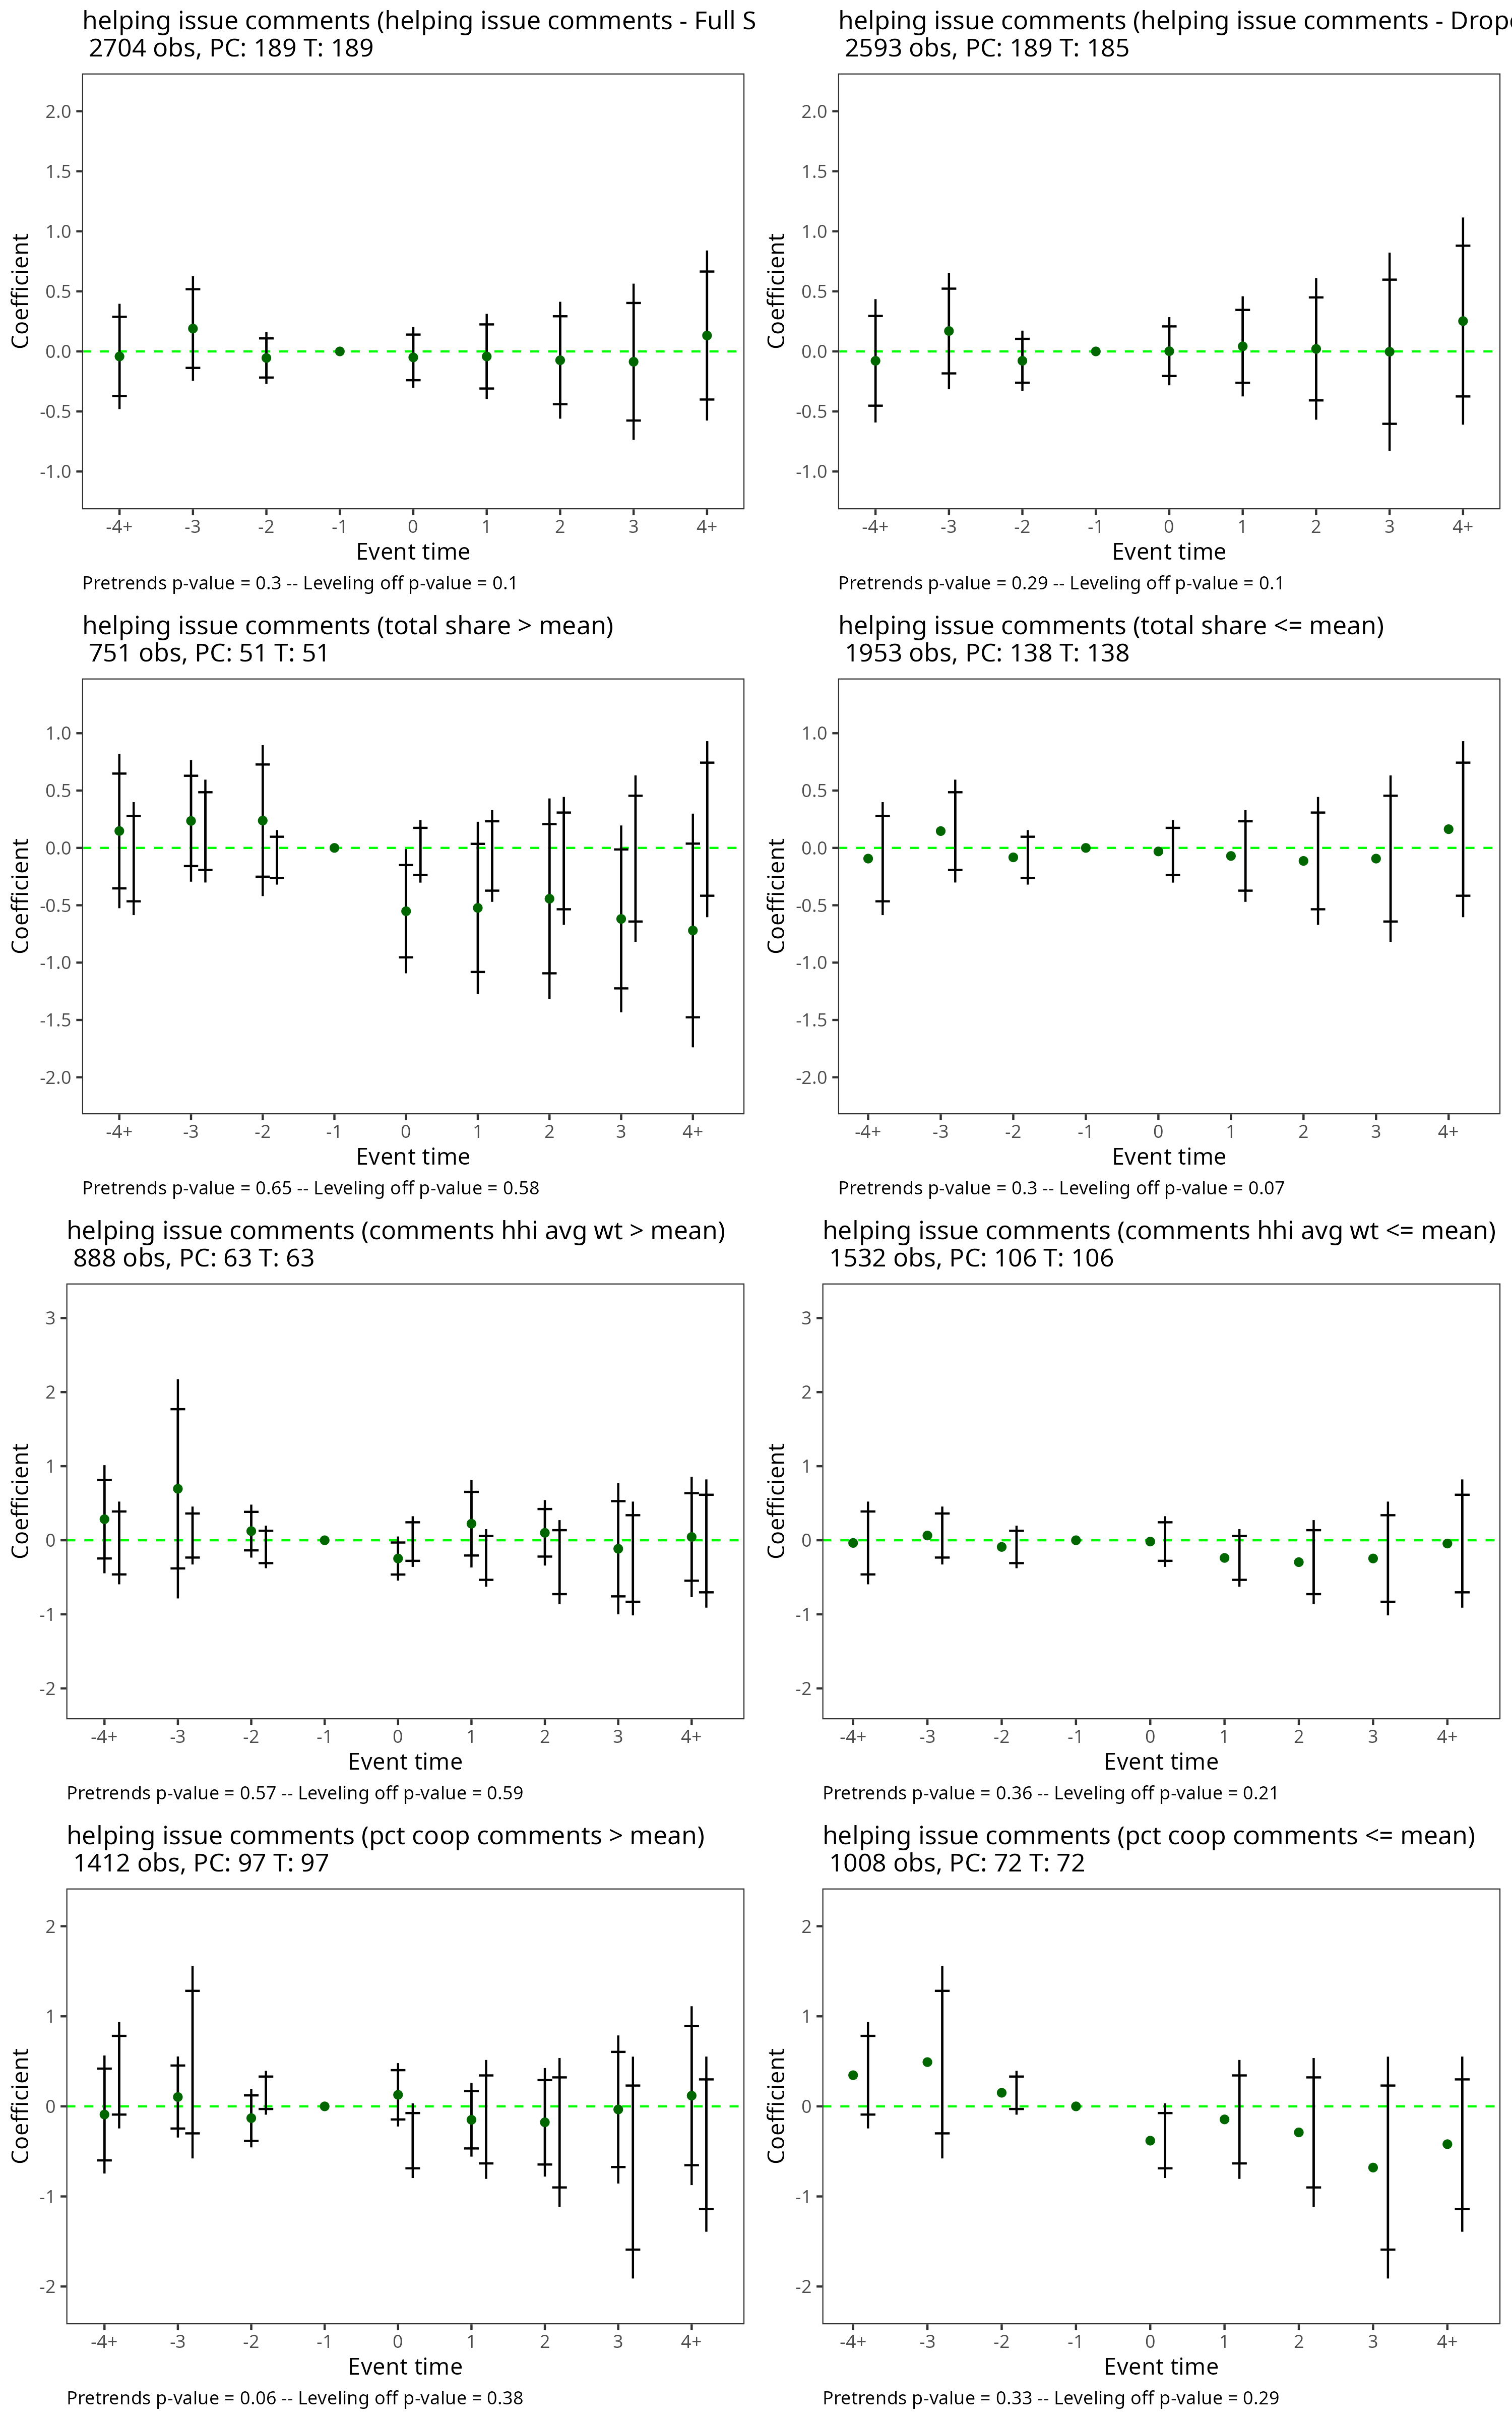 helping issue comments (helping issue comments - Full S
2704 obs, PC: 189 T: 189
2.0
1.5
1.0
0.5
0.0
-0.5
-1.0
Coefficient
-4+ -3 -2 -1 0 1 2 3 4+
Event time
Pretrends p-value = 0.3 -- Leveling off p-value = 0.1
helping issue comments (helping issue comments - Drop
2593 obs, PC: 189 T: 185
2.0
1.5
1.0
0.5
0.0
-0.5
-1.0
Coefficient
-4+ -3 -2 -1 0 1 2 3 4+
Event time
Pretrends p-value = 0.29 -- Leveling off p-value = 0.1
helping issue comments (total share > mean)
751 obs, PC: 51 T: 51
1.0
0.5
0.0
-0.5
-1.0
-1.5
-2.0
Coefficient
-4+ -3 -2 -1 0 1 2 3 4+
Event time
Pretrends p-value = 0.65 -- Leveling off p-value = 0.58
helping issue comments (total share <= mean)
1953 obs, PC: 138 T: 138
1.0
0.5
0.0
-0.5
-1.0
-1.5
-2.0
Coefficient
-4+ -3 -2 -1 0 1 2 3 4+
Event time
Pretrends p-value = 0.3 -- Leveling off p-value = 0.07
helping issue comments (comments hhi avg wt > mean)
888 obs, PC: 63 T: 63
3
2
1
0
-1
-2
Coefficient
-4+ -3 -2 -1 0 1 2 3 4+
Event time
Pretrends p-value = 0.57 -- Leveling off p-value = 0.59
helping issue comments (comments hhi avg wt <= mean)
1532 obs, PC: 106 T: 106
3
2
1
0
-1
-2
Coefficient
-4+ -3 -2 -1 0 1 2 3 4+
Event time
Pretrends p-value = 0.36 -- Leveling off p-value = 0.21
helping issue comments (pct coop comments > mean)
1412 obs, PC: 97 T: 97
2
1
0
-1
-2
Coefficient
-4+ -3 -2 -1 0 1 2 3 4+
Event time
Pretrends p-value = 0.06 -- Leveling off p-value = 0.38
helping issue comments (pct coop comments <= mean)
1008 obs, PC: 72 T: 72
2
1
0
-1
-2
Coefficient
-4+ -3 -2 -1 0 1 2 3 4+
Event time
Pretrends p-value = 0.33 -- Leveling off p-value = 0.29